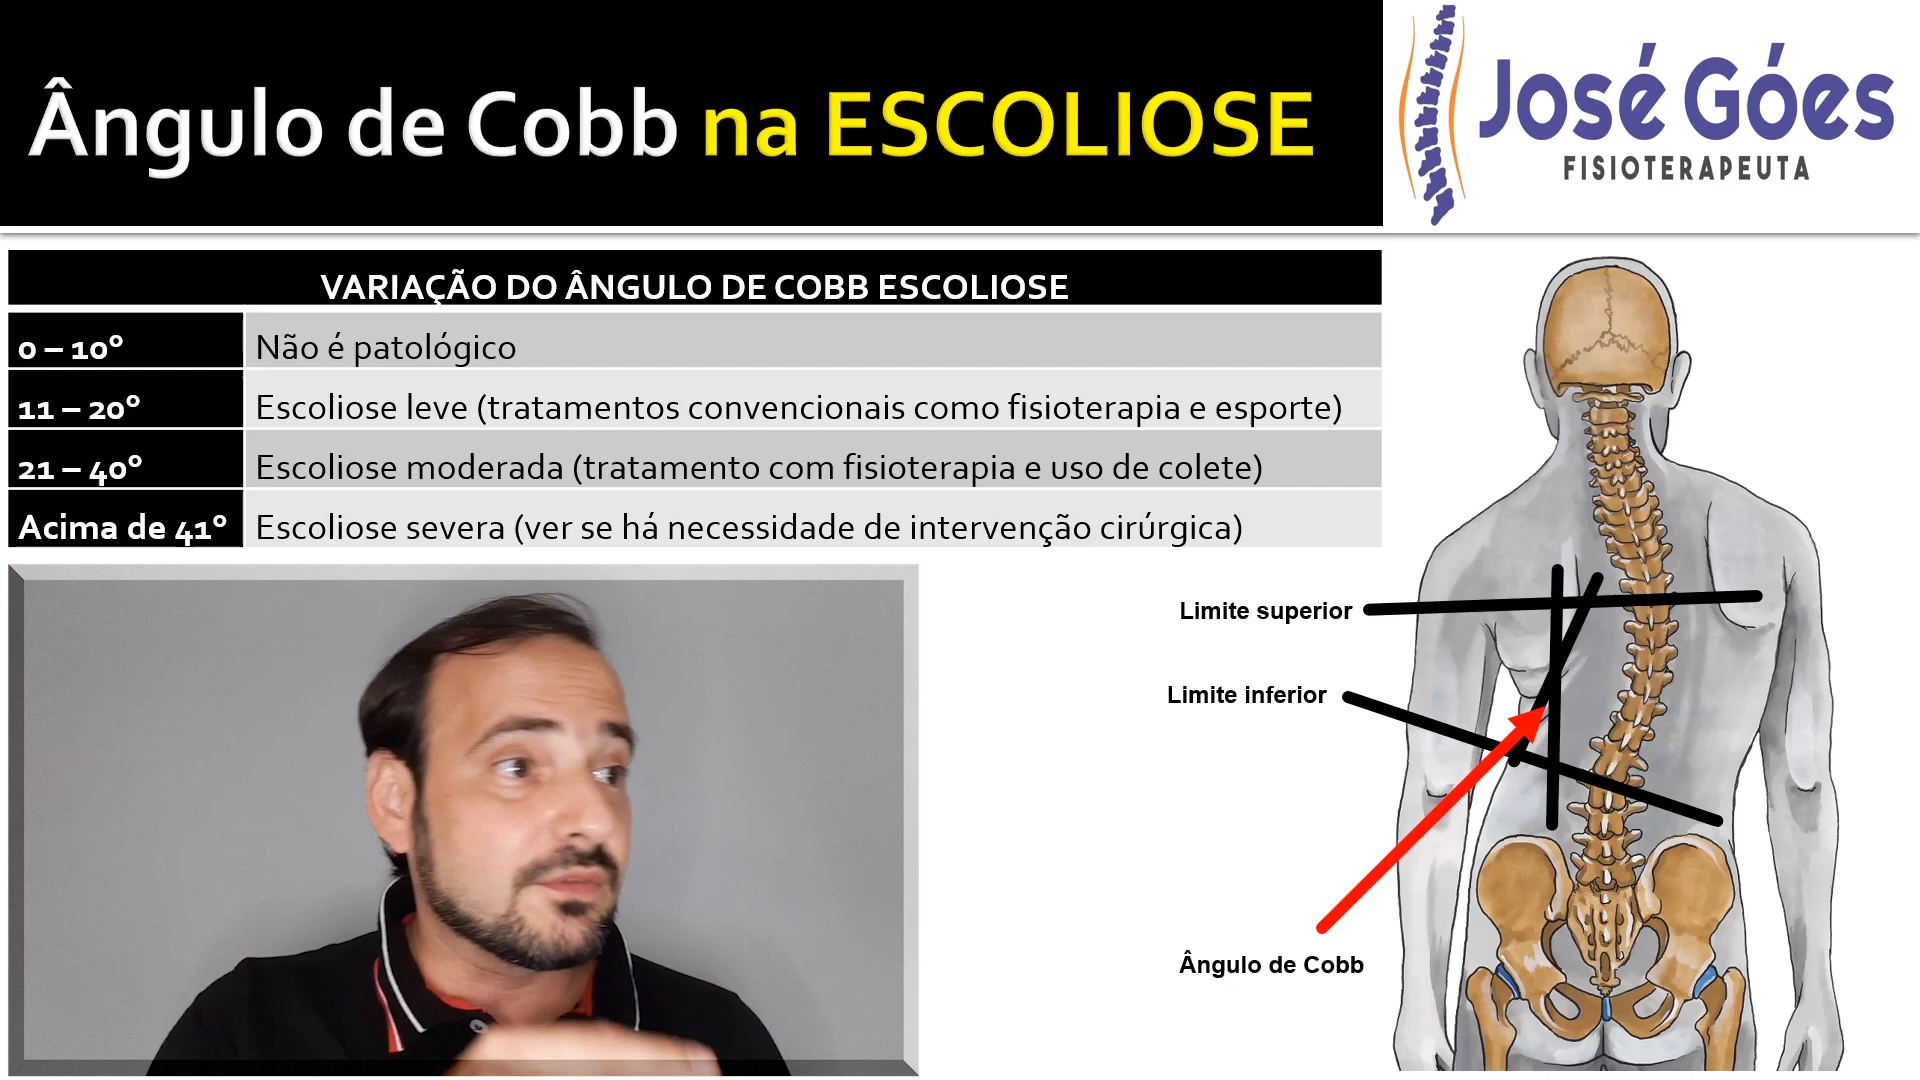 Ângulo de Cobb na ESCOLIOSE
José Góes
FISIOTERAPEUTA
VARIAÇÃO DO ÂNGULO DE COBB ESCOLIOSE
0 – 10° Não é patológico
11 – 20° Escoliose leve (tratamentos convencionais como fisioterapia e esporte)
21 – 40° Escoliose moderada (tratamento com fisioterapia e uso de colete)
Acima de 41° Escoliose severa (ver se há necessidade de intervenção cirúrgica)
Limite superior
Limite inferior
Ângulo de Cobb